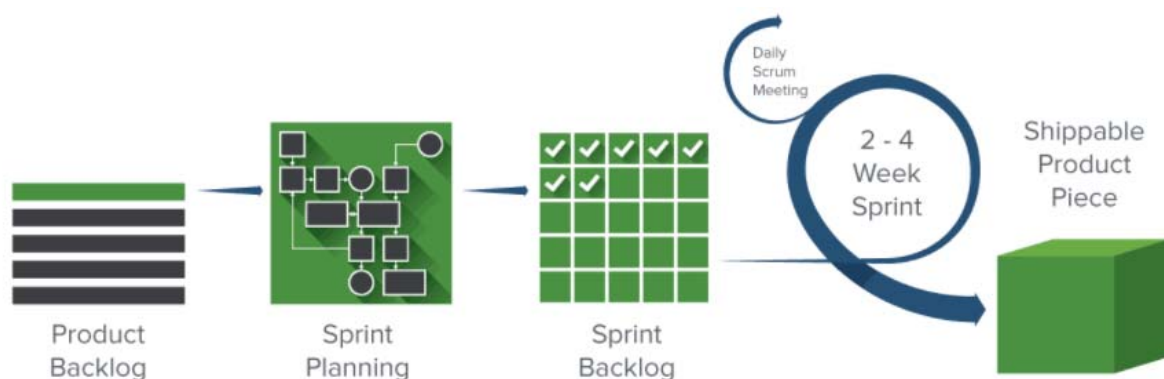 Product
Backlog
Sprint
Planning
Sprint
Backlog
Daily
Scrum
Meeting
2 - 4
Week
Sprint
Shippable
Product
Piece